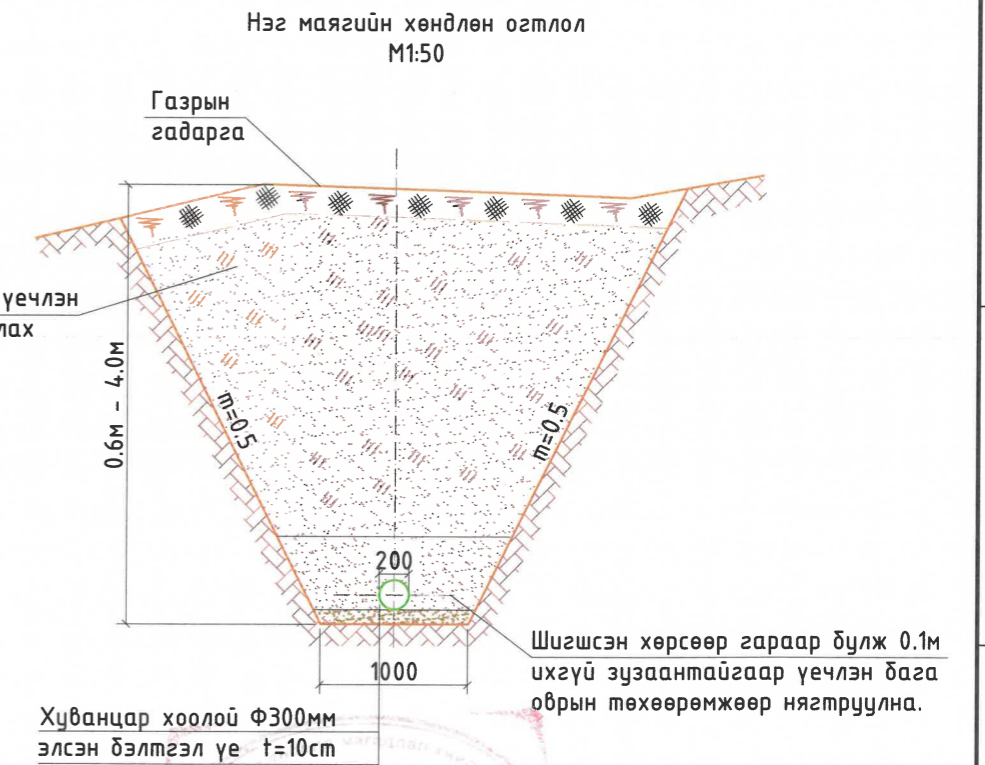 Нэг маягийн хөндлөн огтлол
М1:50
Газрын
гадарга
үечлэн
лах
0.6м - 4.0м
m=0.5
m=0.5
200
1000
Шигшсэн хөрсөөр гараар булж 0.1м
ихгүй зузаантайгаар үечлэн бага
оврын төхөөрөмжөөр нягтруулна.
Хуванцар хоолой Ф300мм
элсэн бэлтгэл үе t=10cm